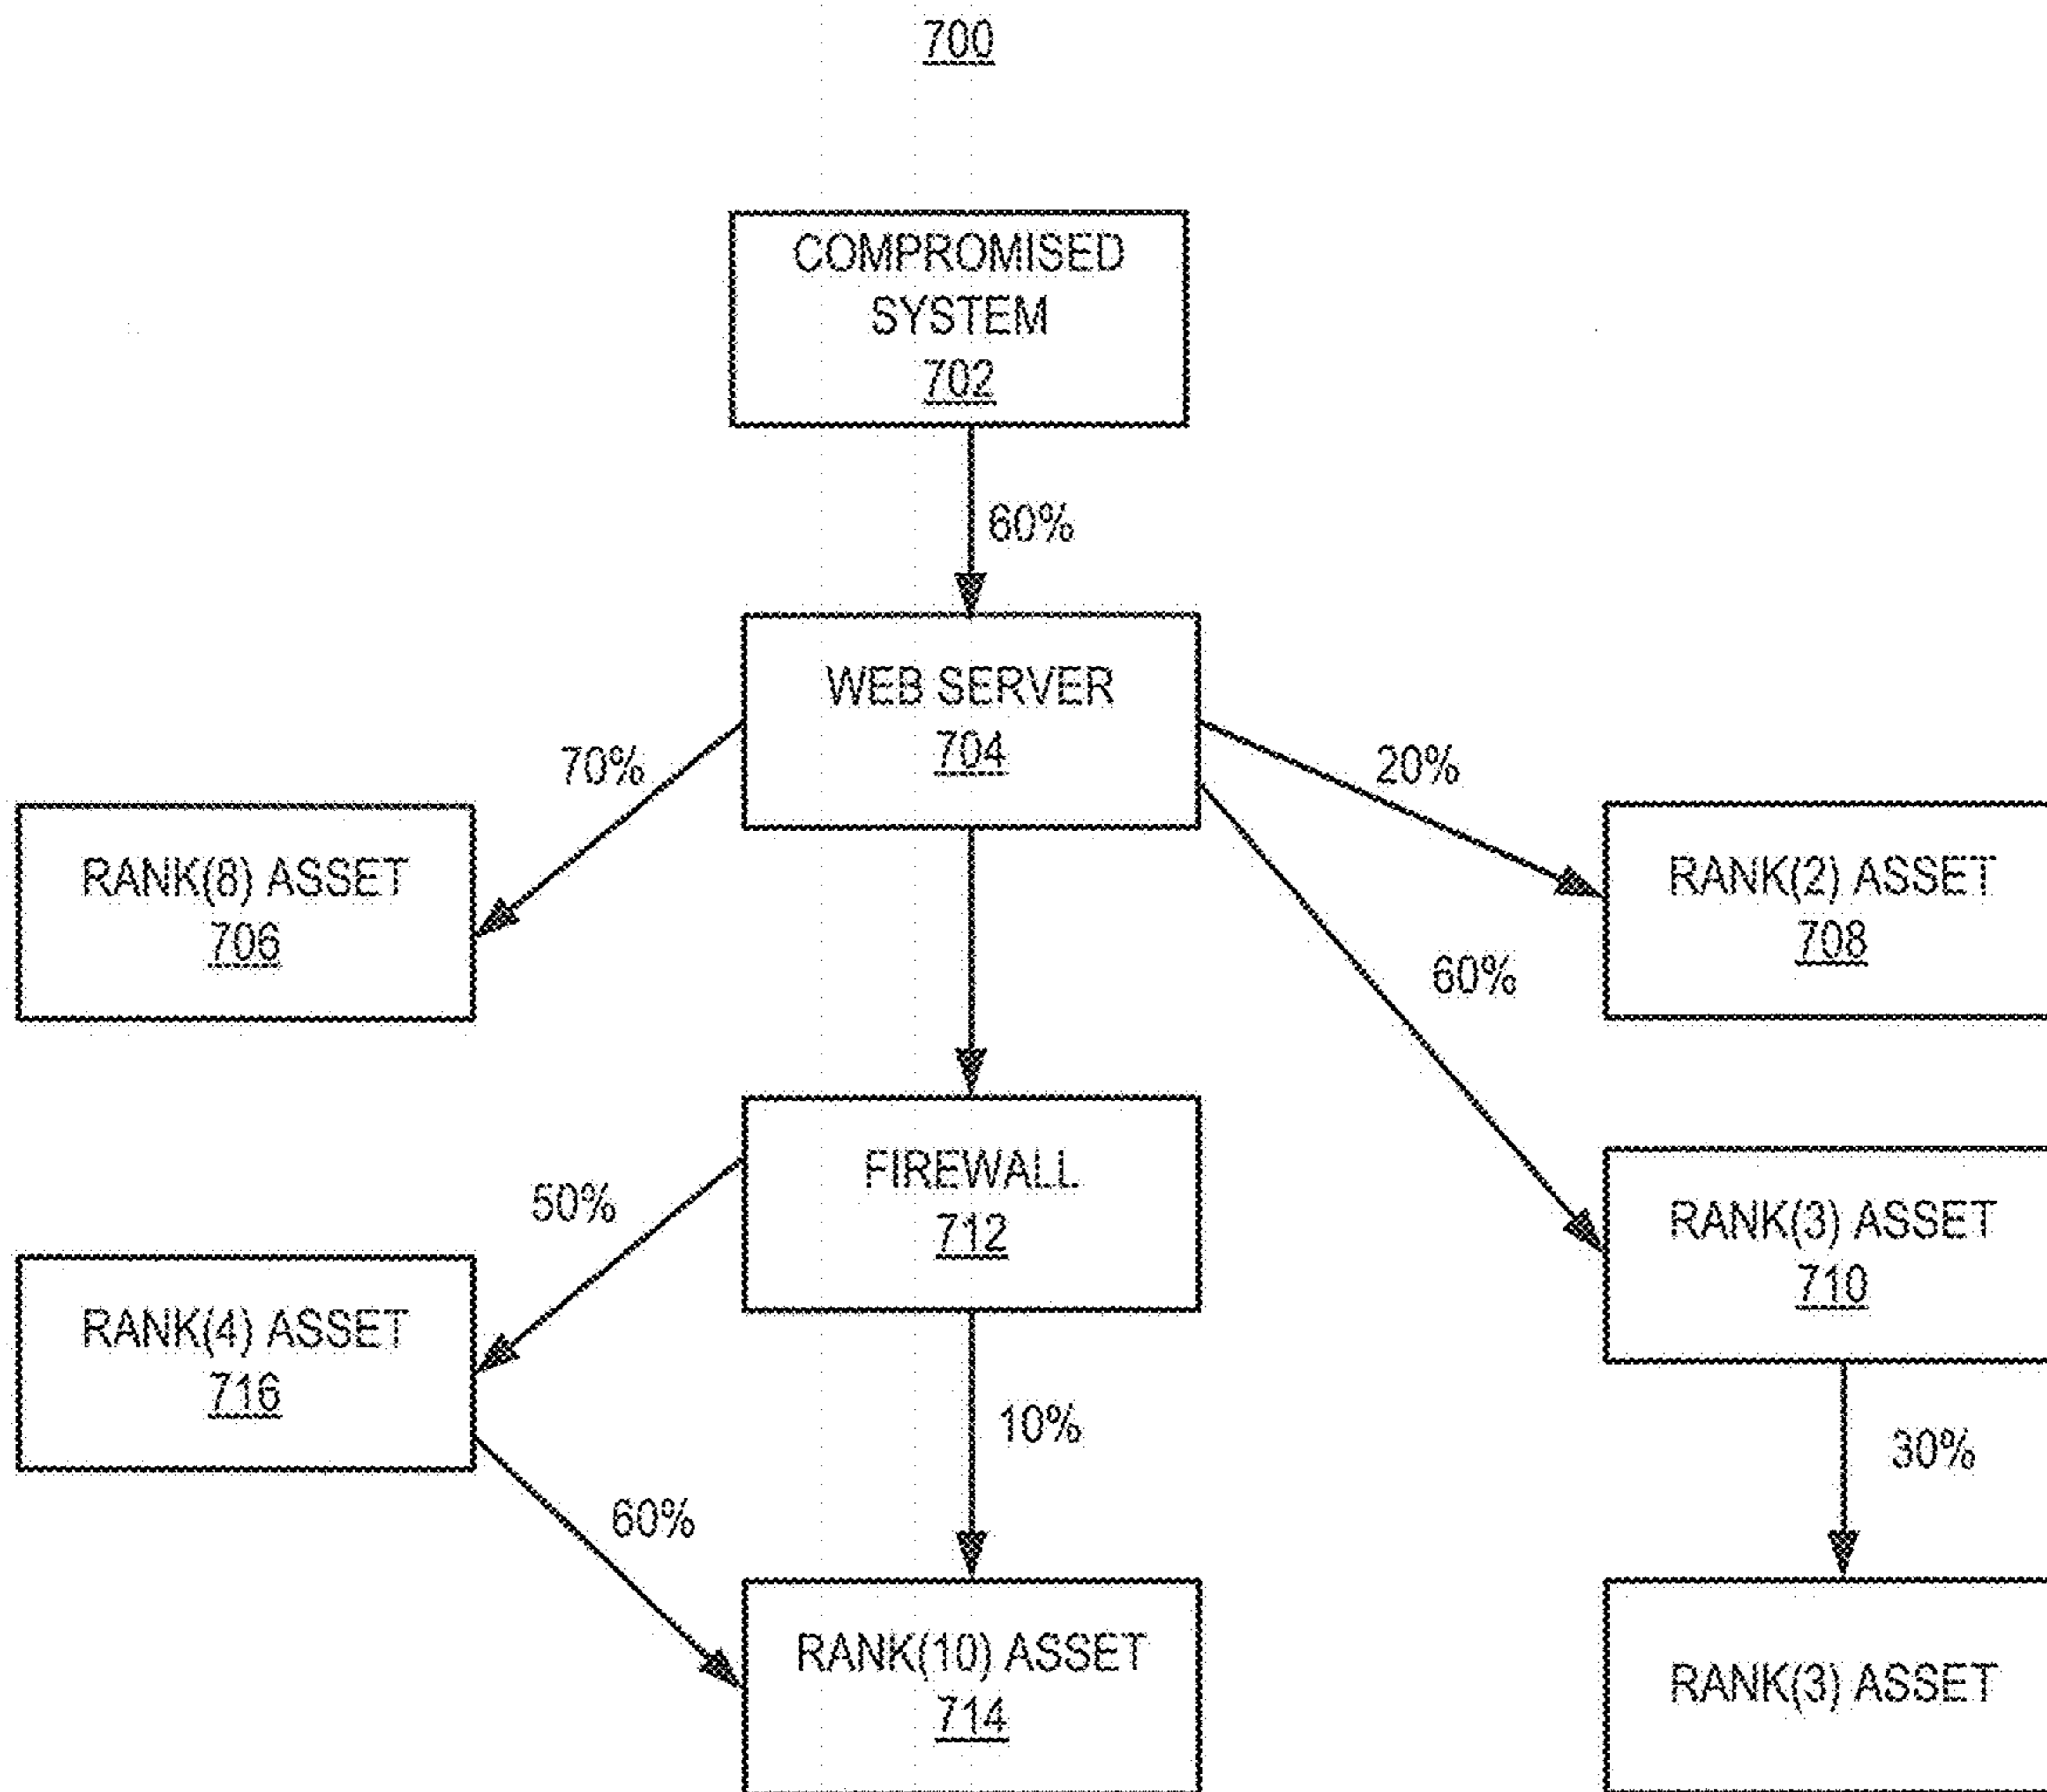 700
COMPROMISED
SYSTEM
702
60%
WEB SERVER
704
70%
20%
RANK(8) ASSET
706
RANK(2) ASSET
708
60%
FIREWALL
712
50%
RANK(3) ASSET
710
RANK(4) ASSET
716
10%
30%
60%
RANK(10) ASSET
714
RANK(3) ASSET